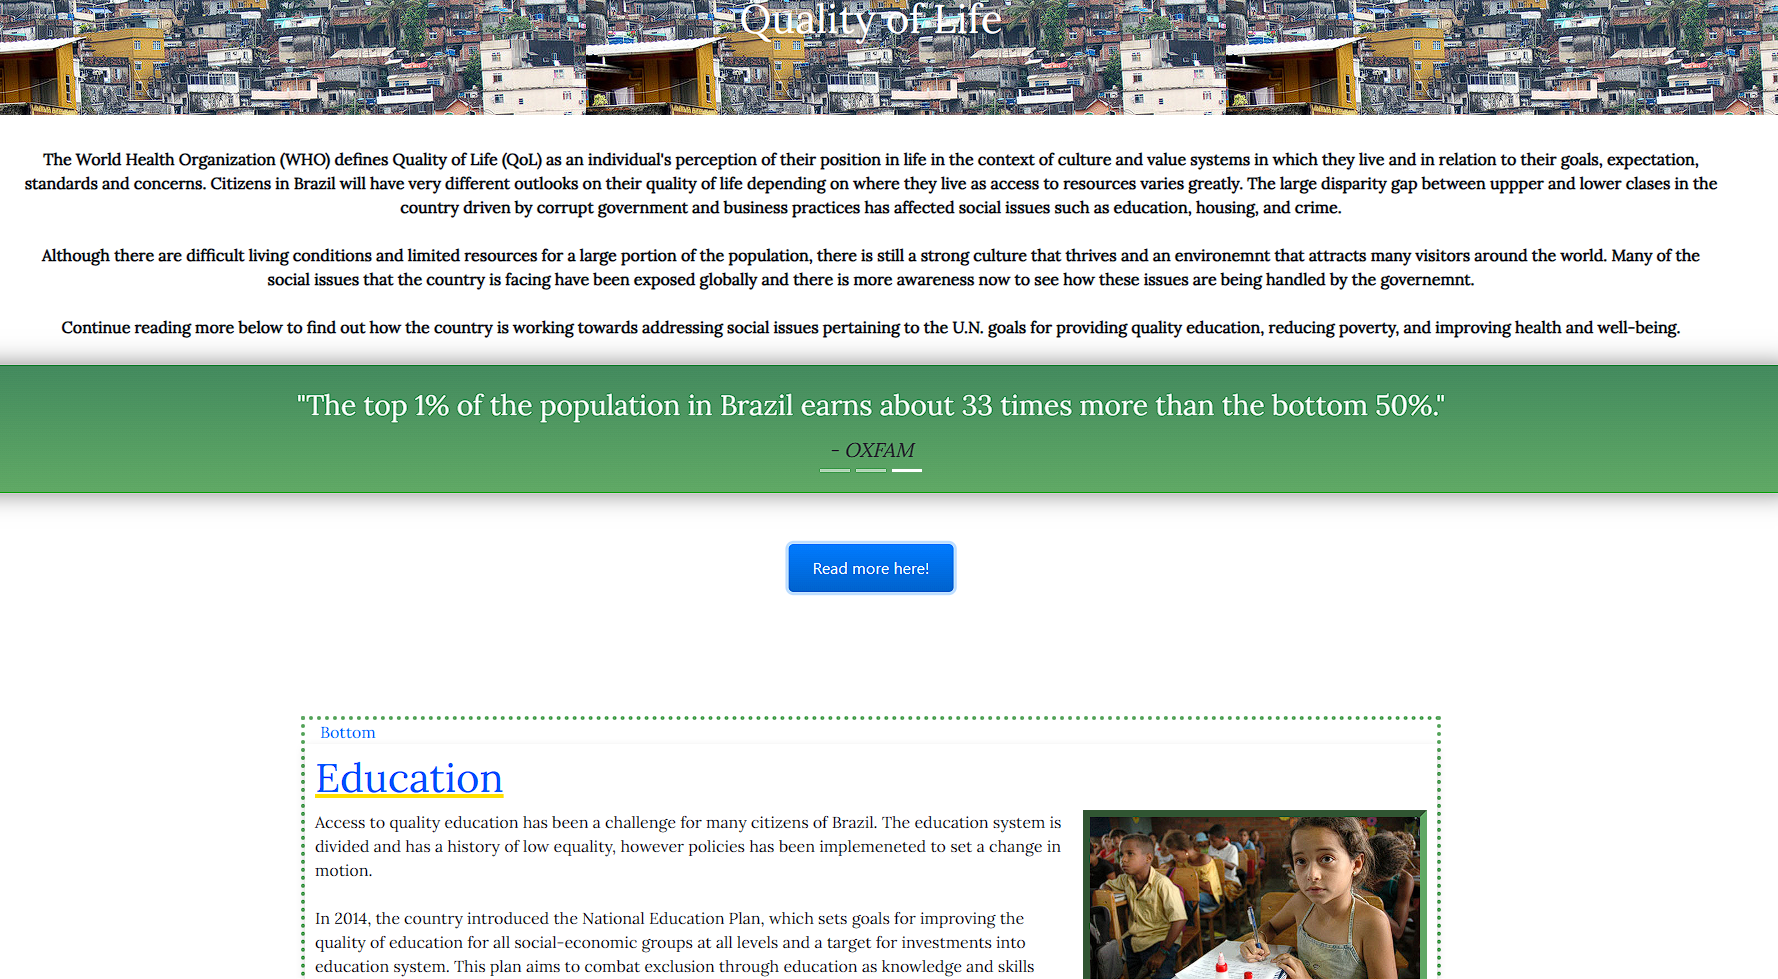 Quality of Life
The World Health Organization (WHO) defines Quality of Life (QoL) as an individual's perception of their position in life in the context of culture and value systems in which they live and in relation to their goals, expectation,
standards and concerns. Citizens in Brazil will have very different outlooks on their quality of life depending on where they live as access to resources varies greatly. The large disparity gap between uppper and lower clases in the
country driven by corrupt government and business practices has affected social issues such as education, housing, and crime.
Although there are difficult living conditions and limited resources for a large portion of the population, there is still a strong culture that thrives and an environemnt that attracts many visitors around the world. Many of the
social issues that the country is facing have been exposed globally and there is more awareness now to see how these issues are being handled by the governemnt.
Continue reading more below to find out how the country is working towards addressing social issues pertaining to the U.N. goals for providing quality education, reducing poverty, and improving health and well-being.
"The top 1% of the population in Brazil earns about 33 times more than the bottom 50%."
- OXFAM
Read more here!
Bottom
Education
Access to quality education has been a challenge for many citizens of Brazil. The education system is
divided and has a history of low equality, however policies has been implemeneted to set a change in
motion.
In 2014, the country introduced the National Education Plan, which sets goals for improving the
quality of education for all social-economic groups at all levels and a target for investments into
education system. This plan aims to combat exclusion through education as knowledge and skills